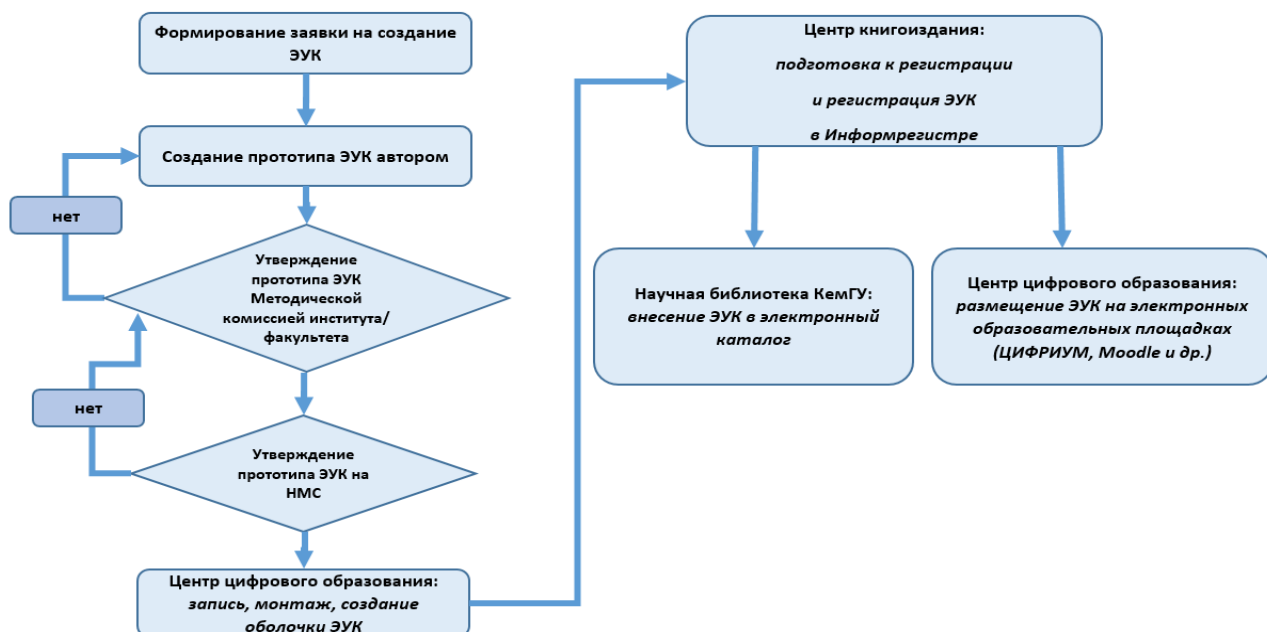 Формирование заявки на создание
ЭУК
Создание прототипа ЭУК автором
нет
Утверждение
прототипа ЭУК
Методической
комиссией института/
факультета
нет
Утверждение
прототипа ЭУК на
НМС
Центр цифрового образования:
запись, монтаж, создание
оболочки ЭУК
Центр книгоиздания:
подготовка к регистрации
и регистрация ЭУК
в Информрегистре
Научная библиотека КемГУ:
внесение ЭУК в электронный
каталог
Центр цифрового образования:
размещение ЭУК на электронных
образовательных площадках
(ЦИФРИУМ, Moodle и др.)